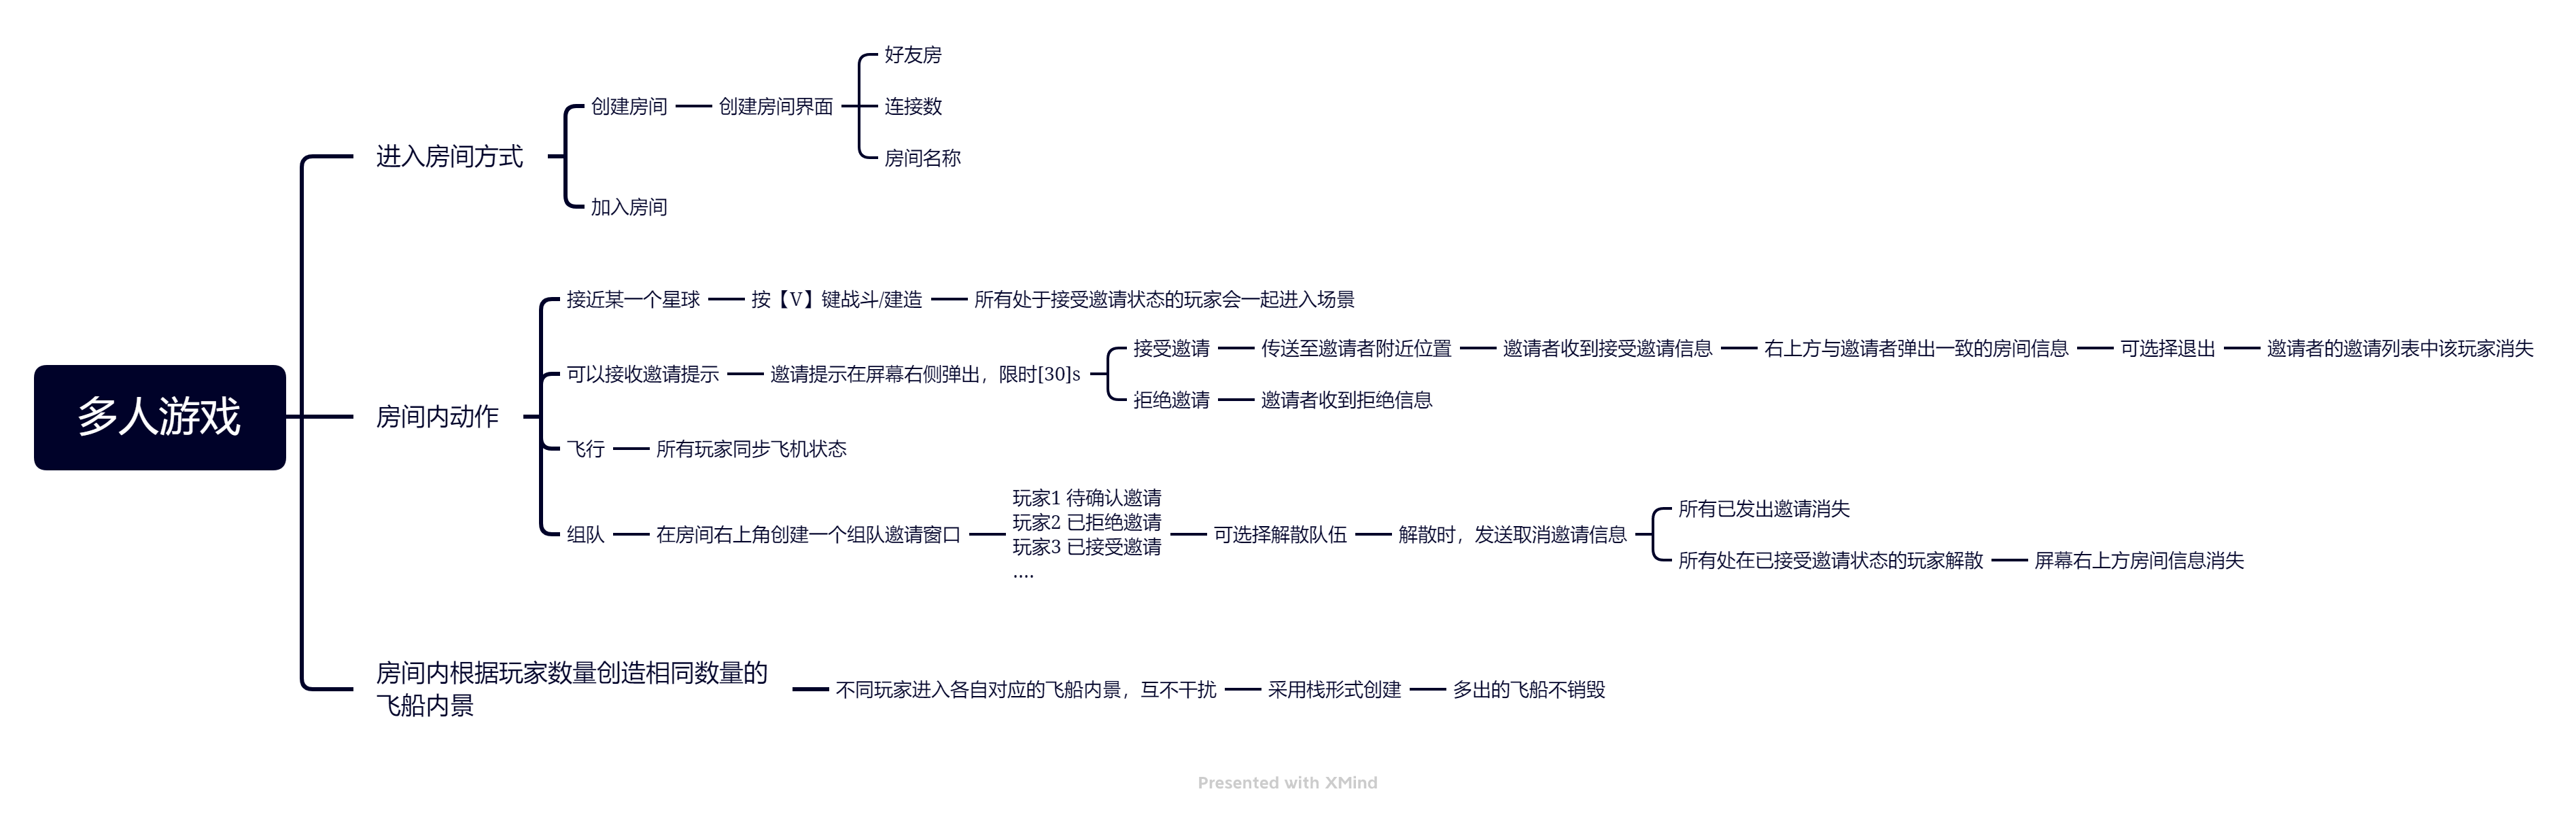 多人游戏
进入房间方式
创建房间
创建房间界面
好友房
连接数
房间名称
加入房间
房间内动作
接近某一个星球
按【V】键战斗/建造
所有处于接受邀请状态的玩家会一起进入场景
可以接收邀请提示
邀请提示在屏幕右侧弹出，限时[30]s
接受邀请
传送至邀请者附近位置
邀请者收到接受邀请信息
右上方与邀请者弹出一致的房间信息
可选择退出
邀请者的邀请列表中该玩家消失
拒绝邀请
邀请者收到拒绝信息
飞行
所有玩家同步飞机状态
组队
在房间右上角创建一个组队邀请窗口
玩家1 待确认邀请
玩家2 已拒绝邀请
玩家3 已接受邀请
....
可选择解散队伍
解散时，发送取消邀请信息
所有已发出邀请消失
所有处在已接受邀请状态的玩家解散
屏幕右上方房间信息消失
房间内根据玩家数量创造相同数量的
飞船内景
不同玩家进入各自对应的飞船内景，互不干扰
采用栈形式创建
多出的飞船不销毁
Presented with XMind